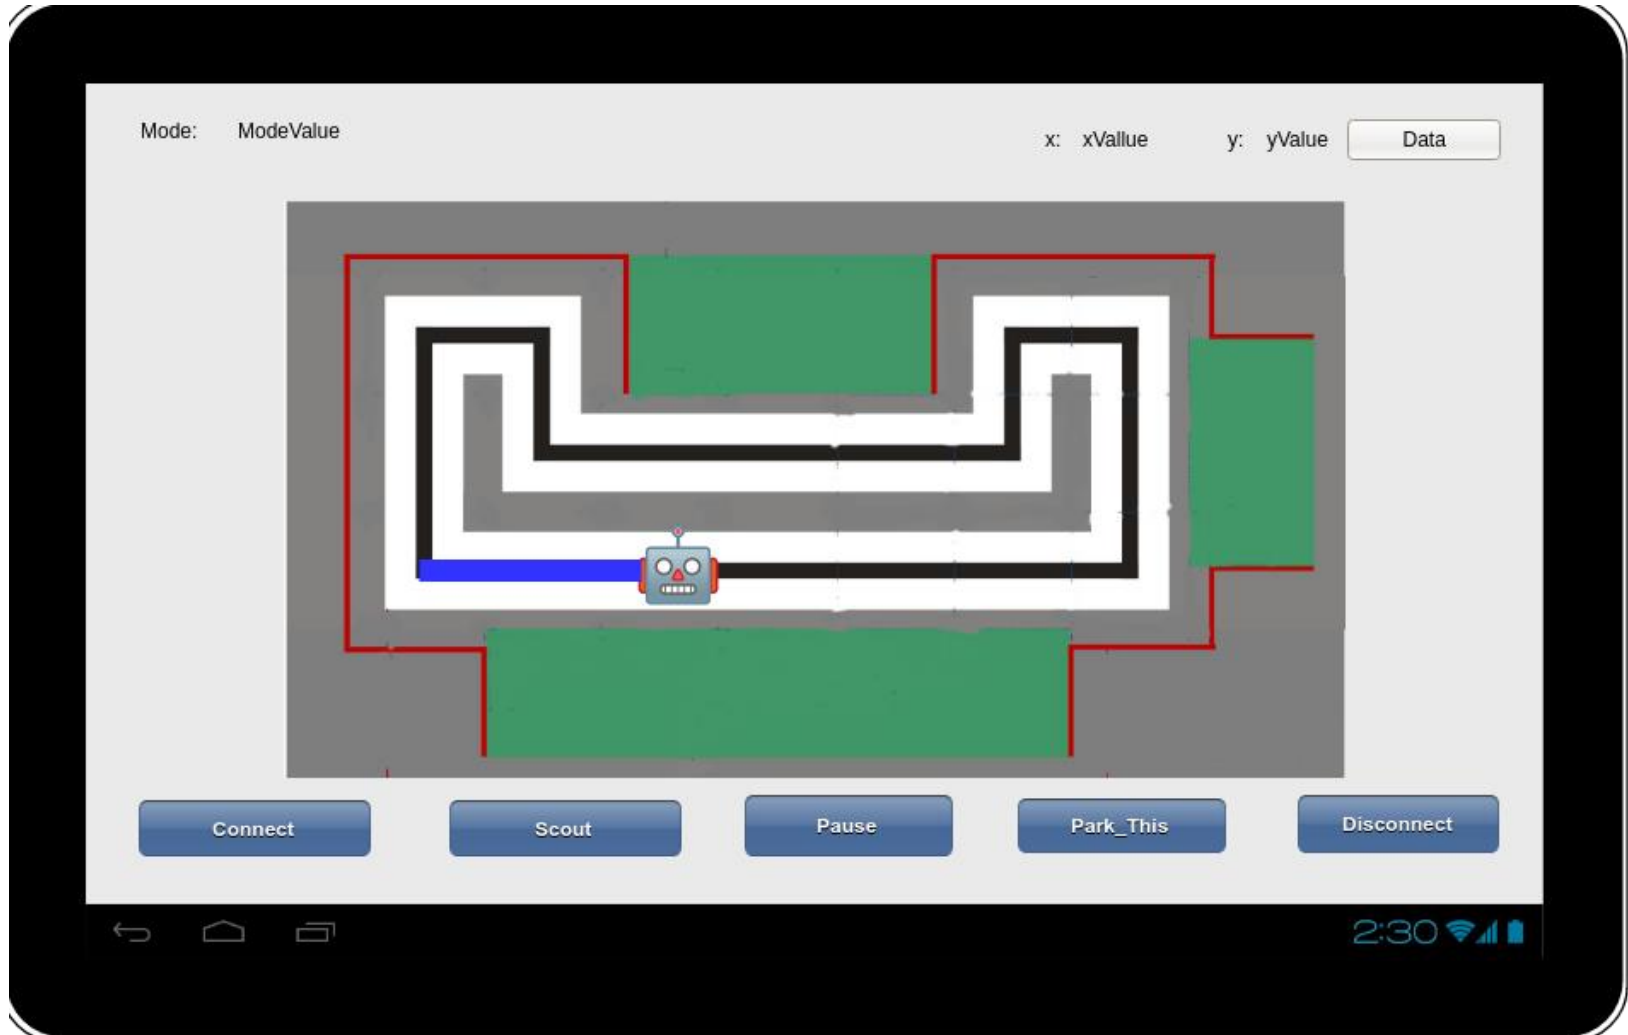 Mode: ModeValue
x: xVallue y: yValue Data
Connect Scout Pause Park_This Disconnect
2:30